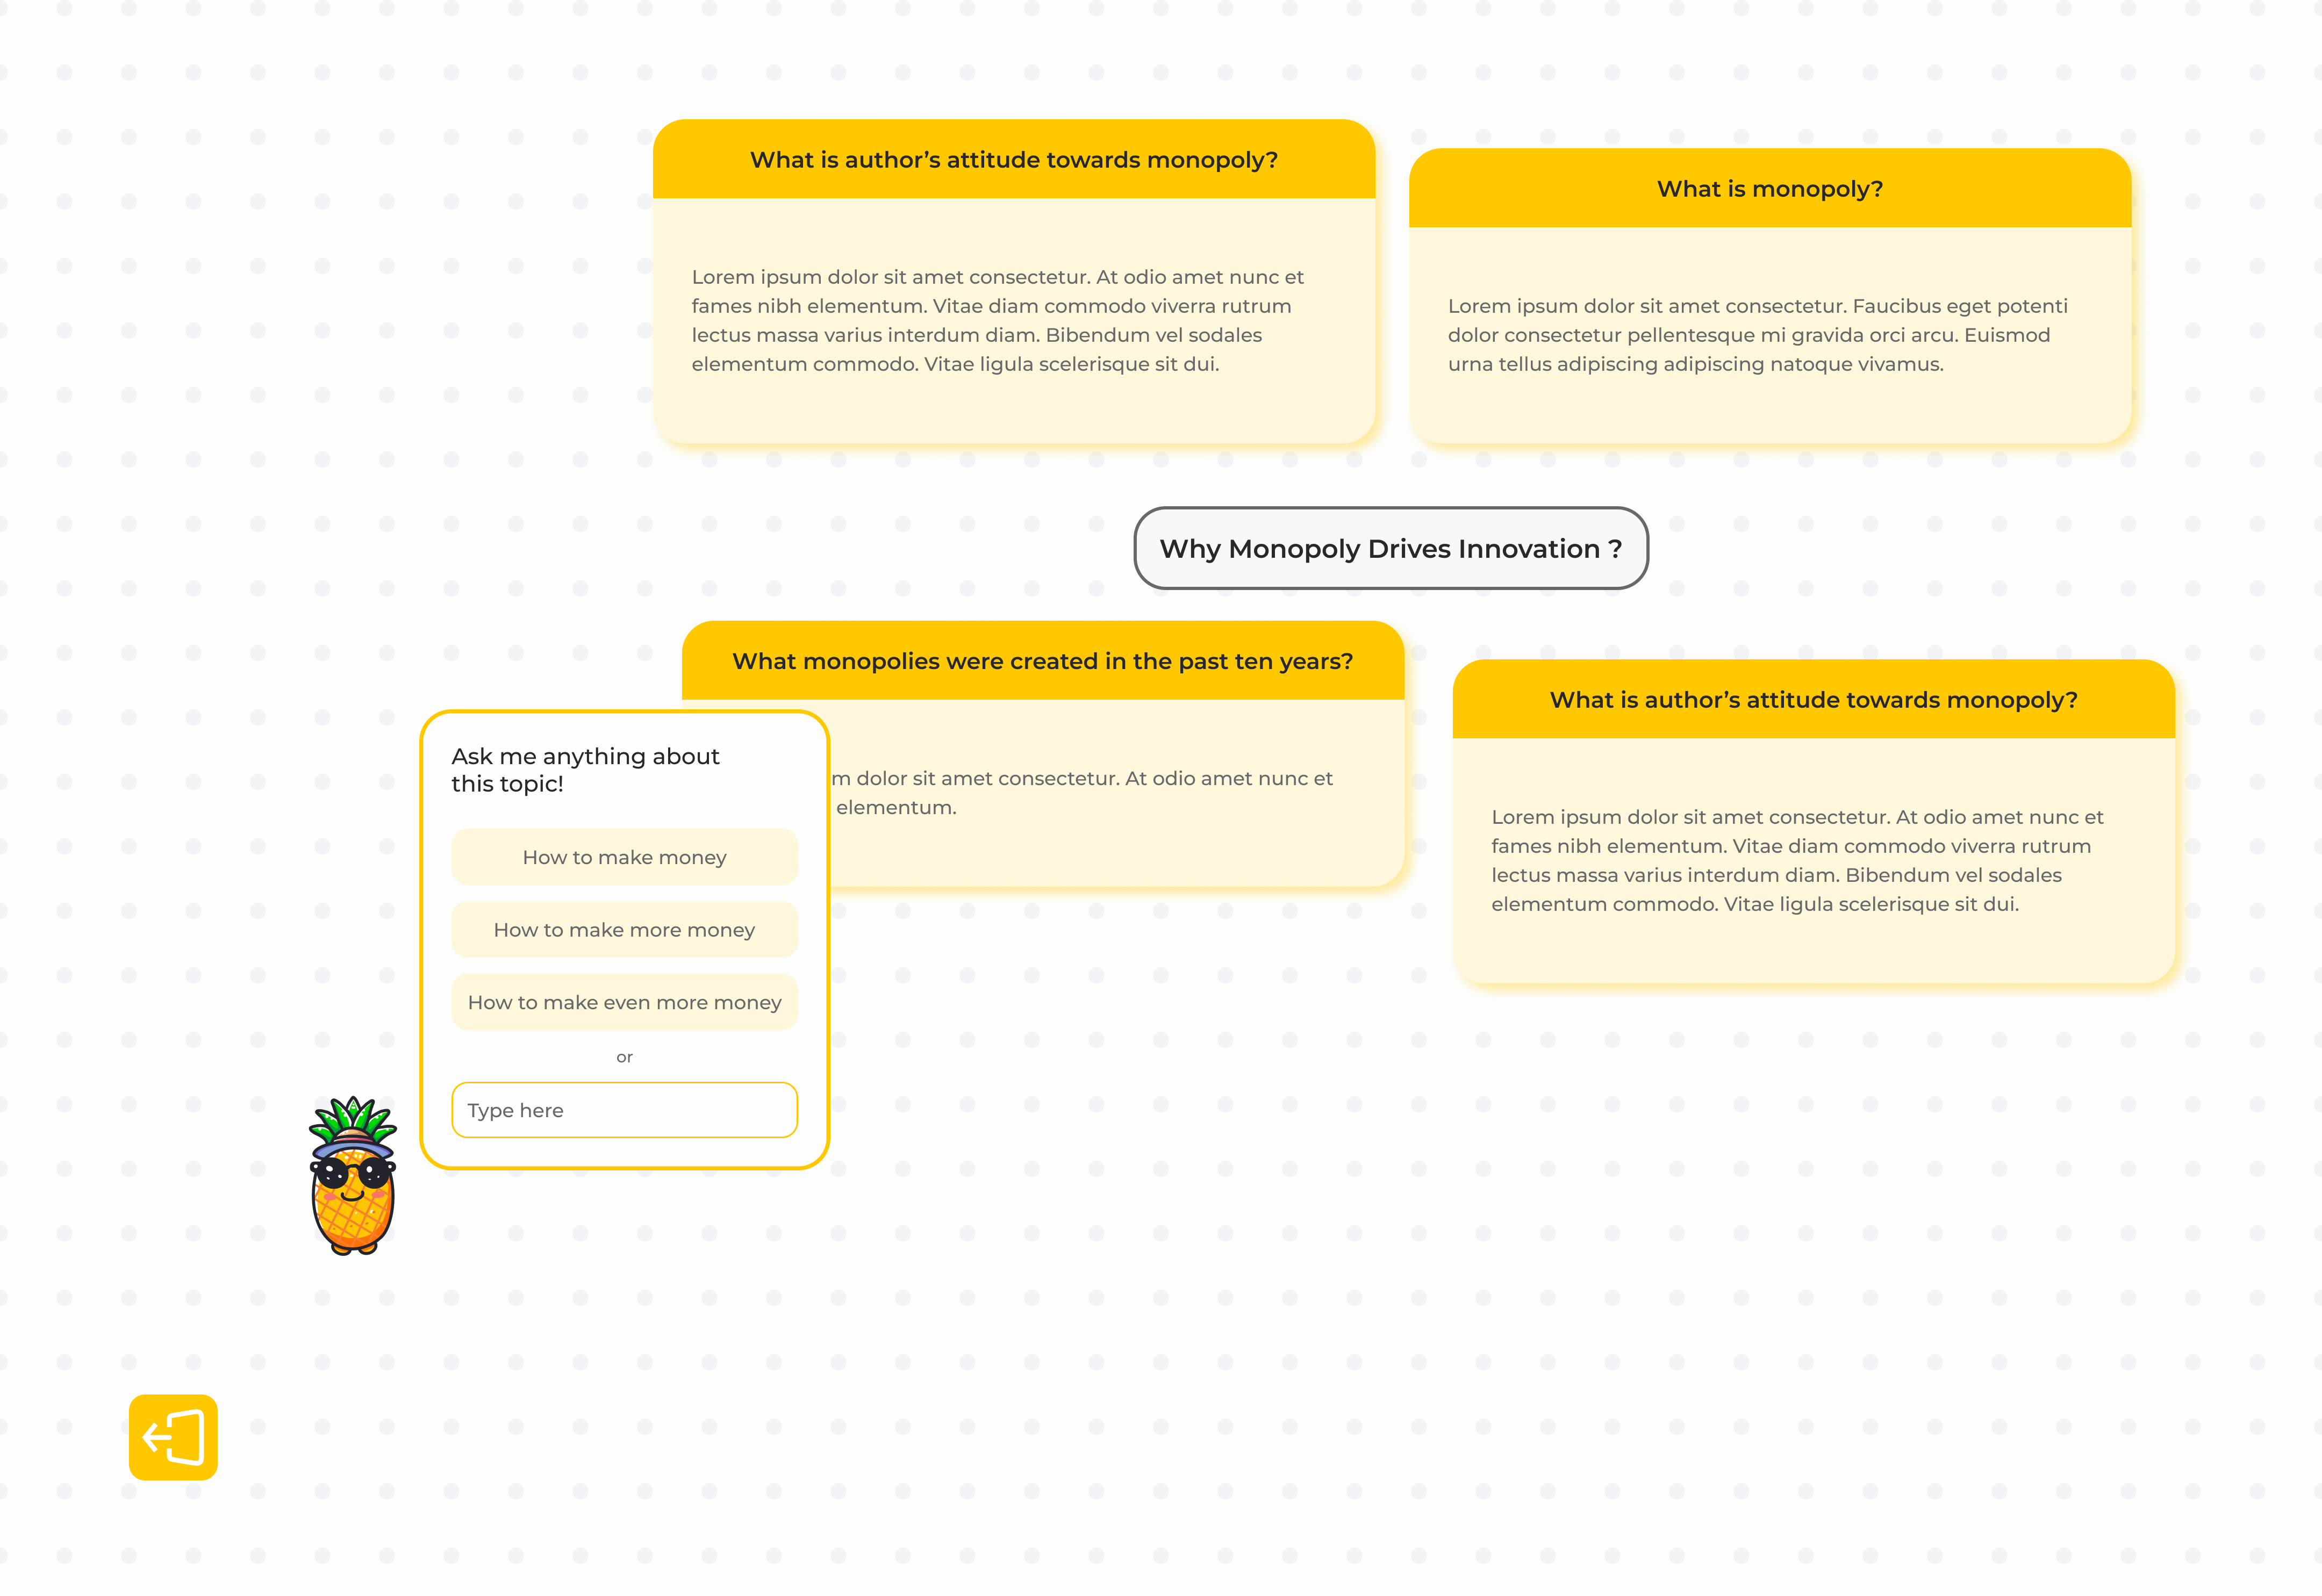 What is author’s attitude towards monopoly?
Lorem ipsum dolor sit amet consectetur. At odio amet nunc et
fames nibh elementum. Vitae diam commodo viverra rutrum
lectus massa varius interdum diam. Bibendum vel sodales
elementum commodo. Vitae ligula scelerisque sit dui.
What is monopoly?
Lorem ipsum dolor sit amet consectetur. Faucibus eget potenti
dolor consectetur pellentesque mi gravida orci arcu. Euismod
urna tellus adipiscing adipiscing natoque vivamus.
Why Monopoly Drives Innovation ?
What monopolies were created in the past ten years?
dolor sit amet consectetur. At odio amet nunc et
elementum.
What is author’s attitude towards monopoly?
Lorem ipsum dolor sit amet consectetur. At odio amet nunc et
fames nibh elementum. Vitae diam commodo viverra rutrum
lectus massa varius interdum diam. Bibendum vel sodales
elementum commodo. Vitae ligula scelerisque sit dui.
Ask me anything about
this topic!
How to make money
How to make more money
How to make even more money
or
Type here